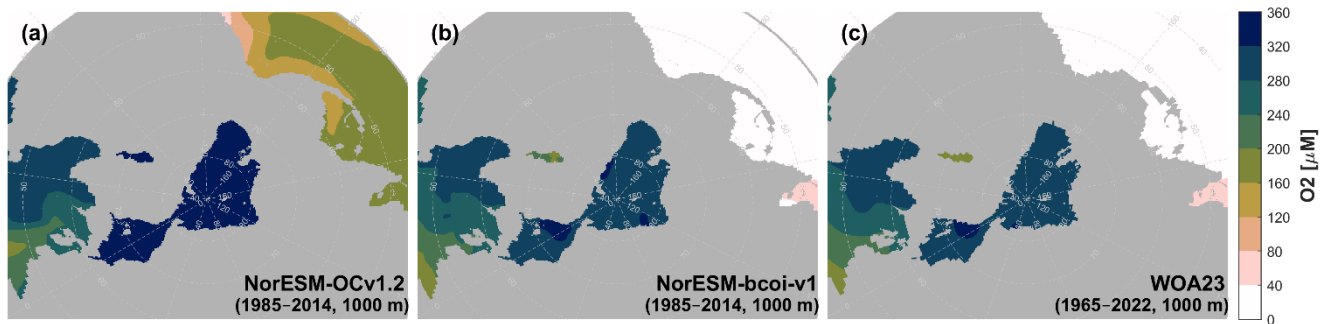 (a)
NorESM-OCv1.2
(1985−2014, 1000 m)
(b)
NorESM-bcoi-v1
(1985−2014, 1000 m)
(c)
WOA23
(1965−2022, 1000 m)
360
320
280
240
200
160
120
80
40
0
O2 [μM]